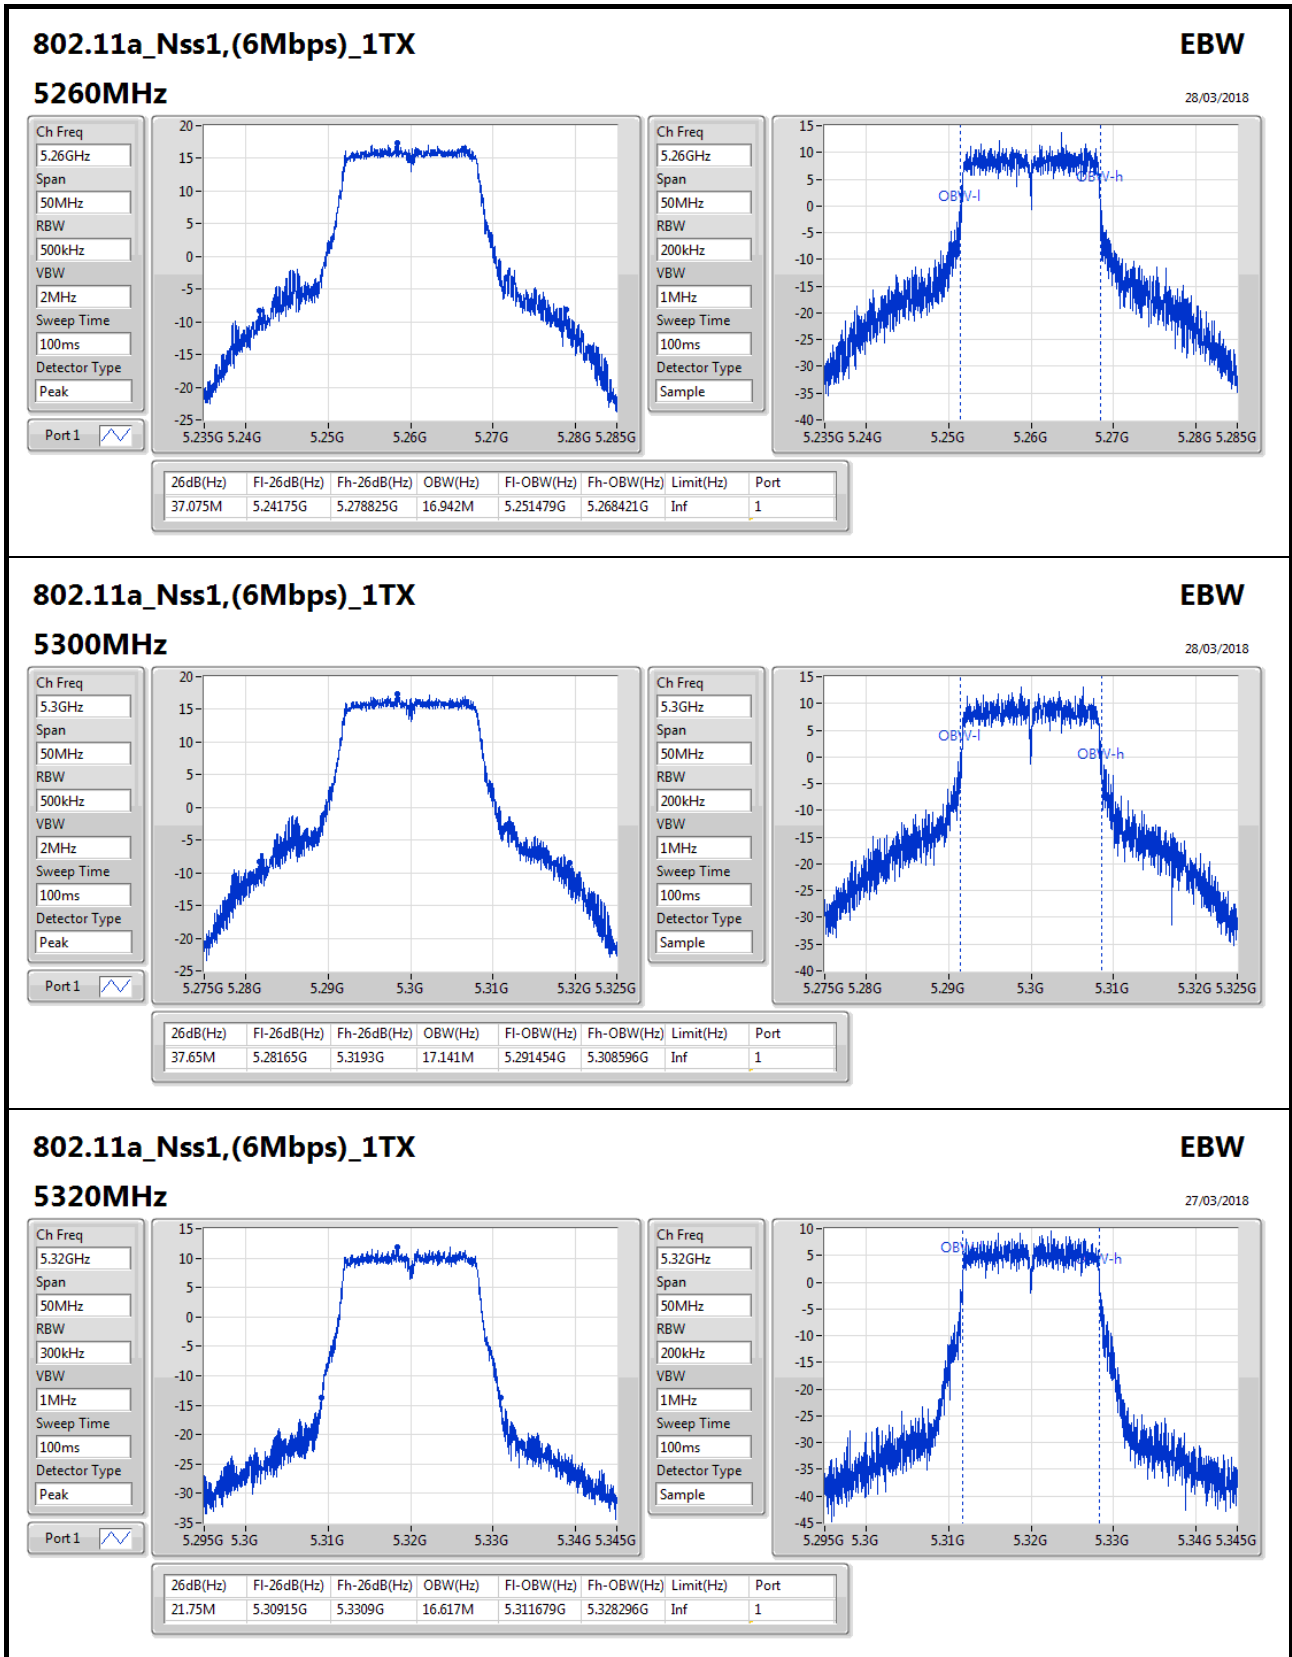 802.11a_Nss1,(6Mbps)_1TX EBW
5260MHz 28/03/2018
Ch Freq
5.26GHz
Span
50MHz
RBW
500kHz
VBW
2MHz
Sweep Time
100ms
Detector Type
Peak
Port 1
20
15
10
5
0
-5
-10
-15
-20
-25
5.235G 5.24G 5.25G 5.26G 5.27G 5.28G 5.285G
Ch Freq
5.26GHz
Span
50MHz
RBW
200kHz
VBW
1MHz
Sweep Time
100ms
Detector Type
Sample
15
10
5
0
-5
-10
-15
-20
-25
-30
-35
-40
OBW-l
OBW-h
5.235G 5.24G 5.25G 5.26G 5.27G 5.28G 5.285G
26dB(Hz) Fl-26dB(Hz) Fh-26dB(Hz) OBW(Hz) Fl-OBW(Hz) Fh-OBW(Hz) Limit(Hz) Port
37.075M 5.24175G 5.278825G 16.942M 5.251479G 5.268421G Inf 1
802.11a_Nss1,(6Mbps)_1TX EBW
5300MHz 28/03/2018
Ch Freq
5.3GHz
Span
50MHz
RBW
500kHz
VBW
2MHz
Sweep Time
100ms
Detector Type
Peak
Port 1
20
15
10
5
0
-5
-10
-15
-20
-25
5.275G 5.28G 5.29G 5.3G 5.31G 5.32G 5.325G
Ch Freq
5.3GHz
Span
50MHz
RBW
200kHz
VBW
1MHz
Sweep Time
100ms
Detector Type
Sample
15
10
5
0
-5
-10
-15
-20
-25
-30
-35
-40
OBW-l
OBW-h
5.275G 5.28G 5.29G 5.3G 5.31G 5.32G 5.325G
26dB(Hz) Fl-26dB(Hz) Fh-26dB(Hz) OBW(Hz) Fl-OBW(Hz) Fh-OBW(Hz) Limit(Hz) Port
37.65M 5.28165G 5.3193G 17.141M 5.291454G 5.308596G Inf 1
802.11a_Nss1,(6Mbps)_1TX EBW
5320MHz 27/03/2018
Ch Freq
5.32GHz
Span
50MHz
RBW
300kHz
VBW
1MHz
Sweep Time
100ms
Detector Type
Peak
Port 1
15
10
5
0
-5
-10
-15
-20
-25
-30
-35
5.295G 5.3G 5.31G 5.32G 5.33G 5.34G 5.345G
Ch Freq
5.32GHz
Span
50MHz
RBW
200kHz
VBW
1MHz
Sweep Time
100ms
Detector Type
Sample
10
5
0
-5
-10
-15
-20
-25
-30
-35
-40
-45
5.295G 5.3G 5.31G 5.32G 5.33G 5.34G 5.345G
26dB(Hz) Fl-26dB(Hz) Fh-26dB(Hz) OBW(Hz) Fl-OBW(Hz) Fh-OBW(Hz) Limit(Hz) Port
21.75M 5.30915G 5.3309G 16.617M 5.311679G 5.328296G Inf 1